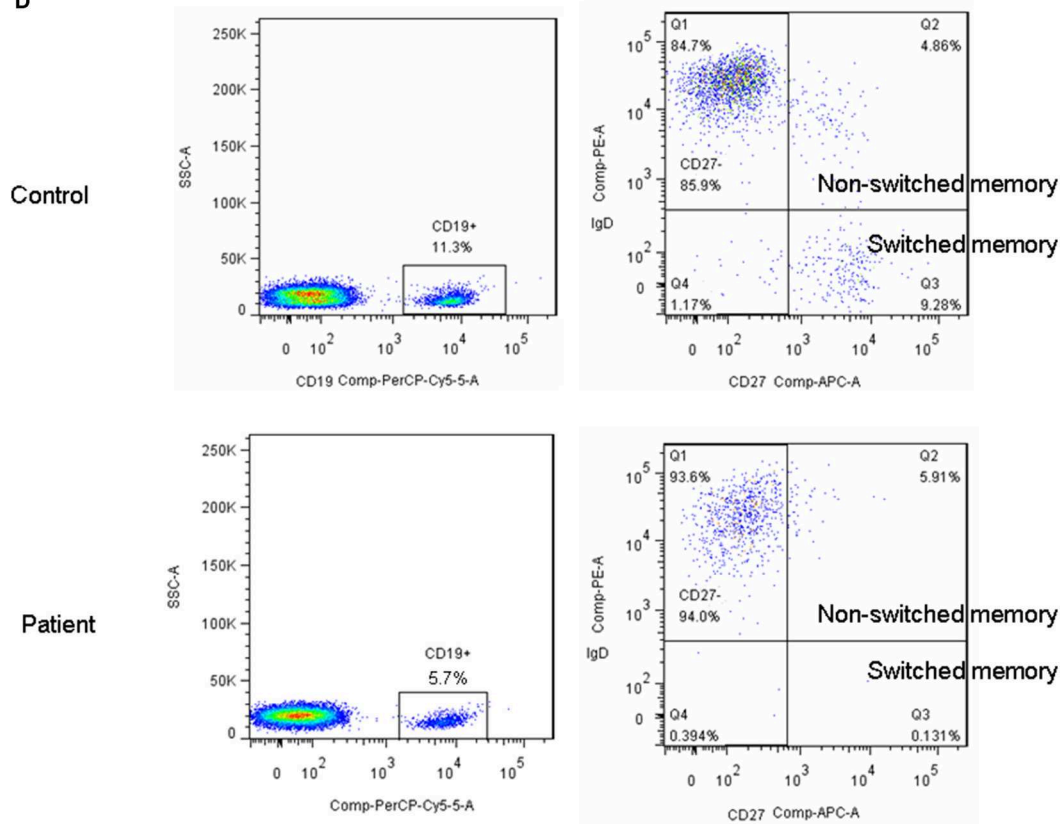 Control
250K
200K
150K
100K
50K
0
SSC-A
CD19+
11.3%
0 10^2 10^3 10^4 10^5
CD19 Comp-PerCP-Cy5-5-A
Q1
84.7%
Q2
4.86%
10^5
10^4
10^3
10^2
0
Comp-PE-A
IgD
CD27-
85.9%
Non-switched memory
Switched memory
Q4
1.17%
Q3
9.28%
0 10^2 10^3 10^4 10^5
CD27 Comp-APC-A
Patient
250K
200K
150K
100K
50K
0
SSC-A
CD19+
5.7%
0 10^2 10^3 10^4 10^5
Comp-PerCP-Cy5-5-A
Q1
93.6%
Q2
5.91%
10^5
10^4
10^3
10^2
0
Comp-PE-A
IgD
CD27-
94.0%
Non-switched memory
Switched memory
Q4
0.394%
Q3
0.131%
0 10^2 10^3 10^4 10^5
CD27 Comp-APC-A